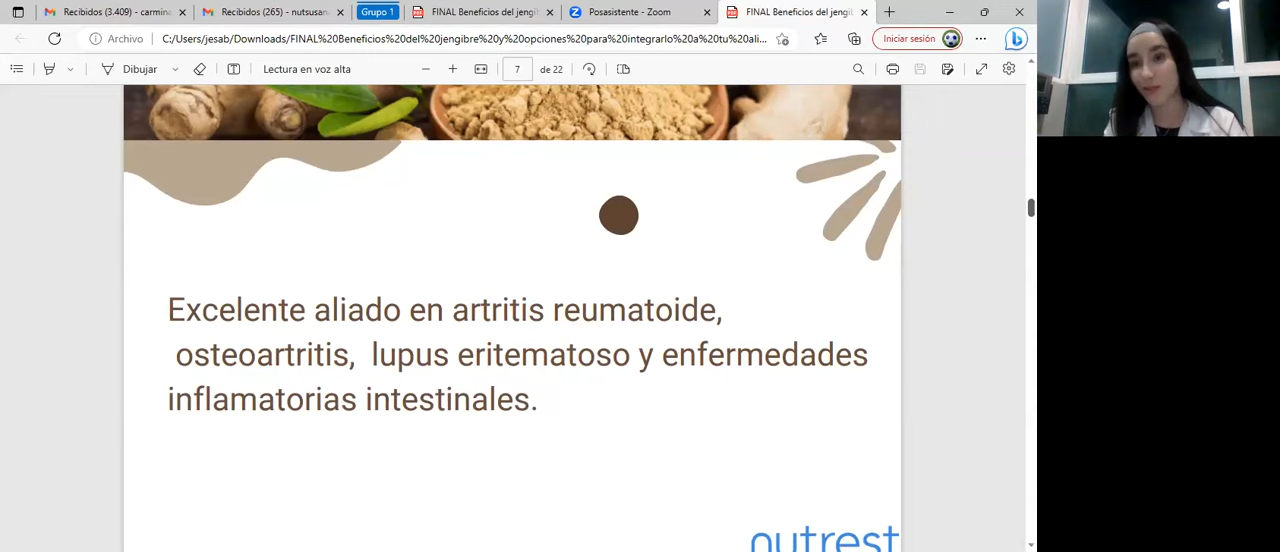 Recibidos (3.409) - carmina
Recibidos (265) - nutsusan
Grupo 1
FINAL Beneficios del jengib
Posasistente - Zoom
FINAL Beneficios del jengib
Archivo
C:/Users/jesab/Downloads/FINAL%20Beneficios%20del%20jengibre%20y%20opciones%20para%20integrarlo%20a%20tu%20ali...
Iniciar sesión
Dibujar
Lectura en voz alta
7
de 22
Excelente aliado en artritis reumatoide,
osteoartritis, lupus eritematoso y enfermedades
inflamatorias intestinales.
nutrest